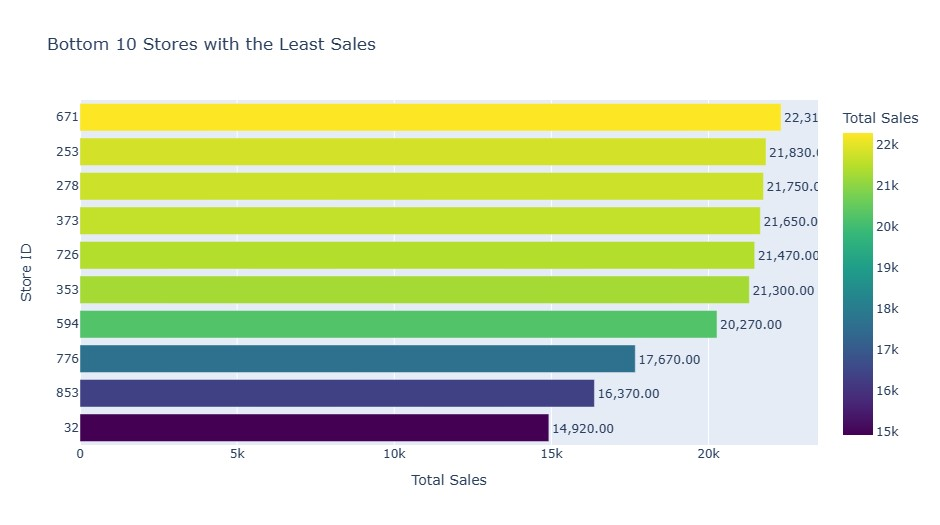 Bottom 10 Stores with the Least Sales
Total Sales
671 22,31
253 21,830.
278 21,750.0
373 21,650.0
726 21,470.00
353 21,300.00
594 20,270.00
776 17,670.00
853 16,370.00
32 14,920.00
22k
21k
20k
19k
18k
17k
16k
15k
Store ID
0 5k 10k 15k 20k
Total Sales